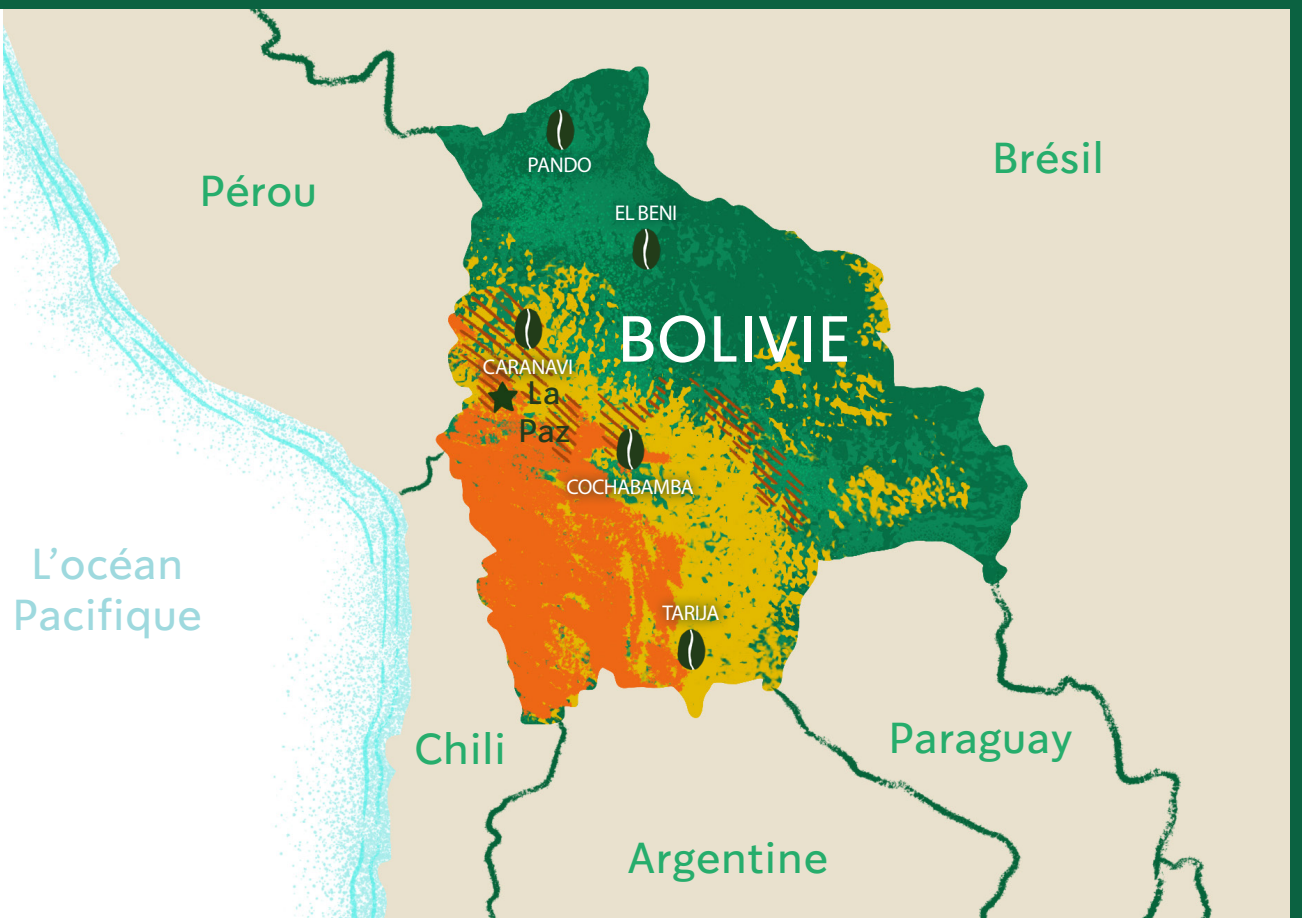 PANDO
Brésil
Pérou
EL BENI
BOLIVIE
CARANAVI
La
Paz
COCHABAMBA
L'océan
Pacifique
TARIJA
Chili
Paraguay
Argentine